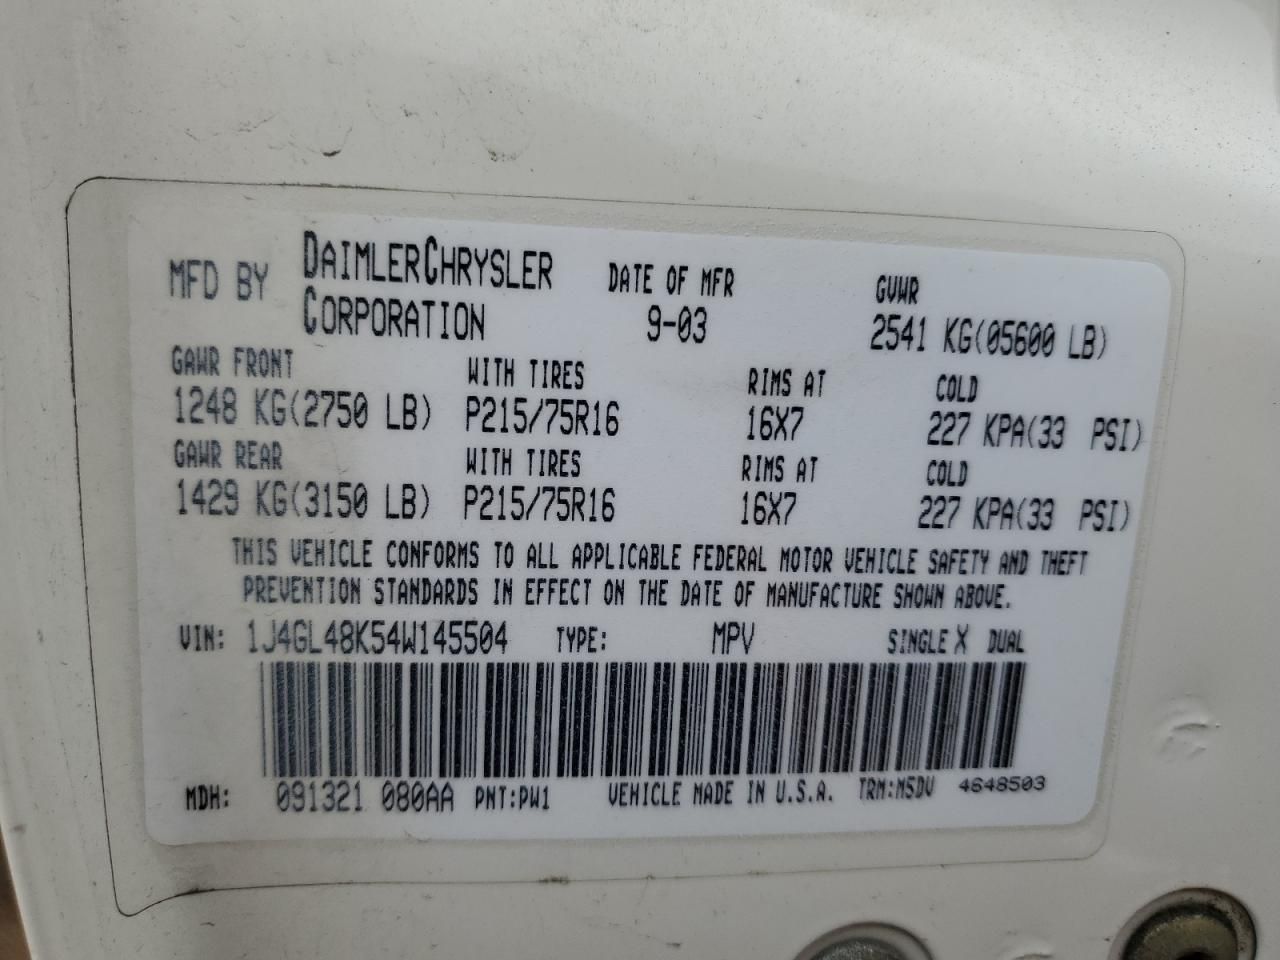 MFD BY DAIMLERCHRYSLER CORPORATION DATE OF MFR 9-03 GVWR 2541 KG(05600 LB)
GAWR FRONT WITH TIRES RIMS AT COLD
1248 KG(2750 LB) P215/75R16 16X7 227 KPA(33 PSI)
GAWR REAR WITH TIRES RIMS AT COLD
1429 KG(3150 LB) P215/75R16 16X7 227 KPA(33 PSI)
THIS VEHICLE CONFORMS TO ALL APPLICABLE FEDERAL MOTOR VEHICLE SAFETY AND THEFT
PREVENTION STANDARDS IN EFFECT ON THE DATE OF MANUFACTURE SHOWN ABOVE.
VIN: 1J4GL48K54W145504 TYPE: MPV SINGLE X DUAL
MDH: 091321 080AA PNT:PW1 VEHICLE MADE IN U.S.A. TRM:M5DV 4648503